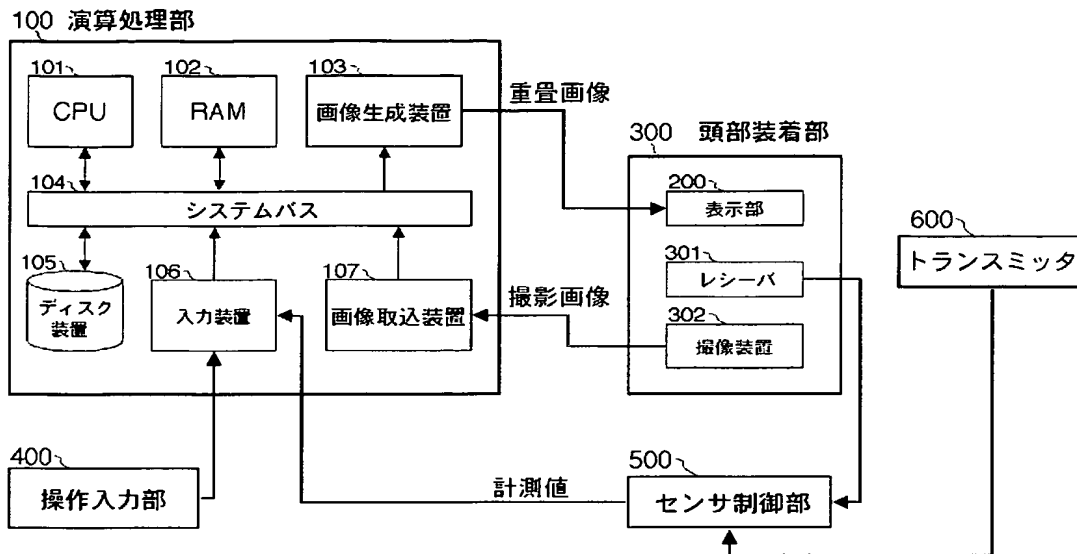 100 演算処理部
101
CPU
102
RAM
103
画像生成装置
重畳画像
300 頭部装着部
104
システムバス
200
表示部
600
トランスミッタ
105
ディスク
装置
106
入力装置
107
画像取込装置
撮影画像
301
レシーバ
302
撮像装置
400
操作入力部
計測値
500
センサ制御部